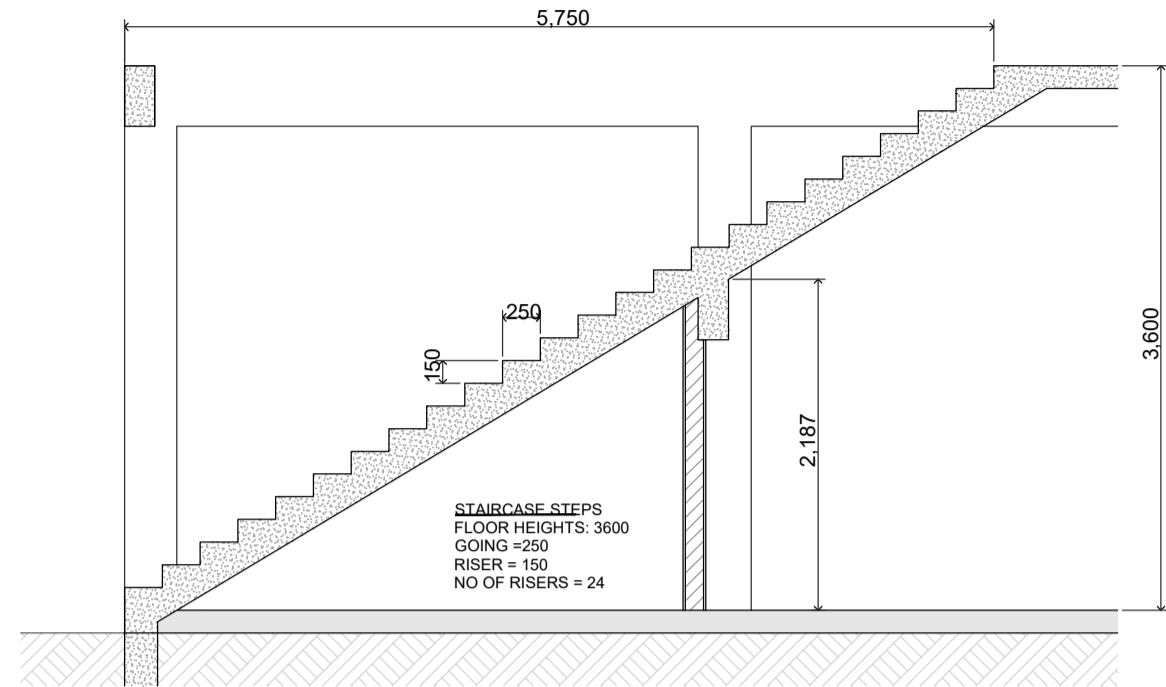 5,750
250
150
3,600
2,187
STAIRCASE STEPS
FLOOR HEIGHTS: 3600
GOING =250
RISER = 150
NO OF RISERS = 24